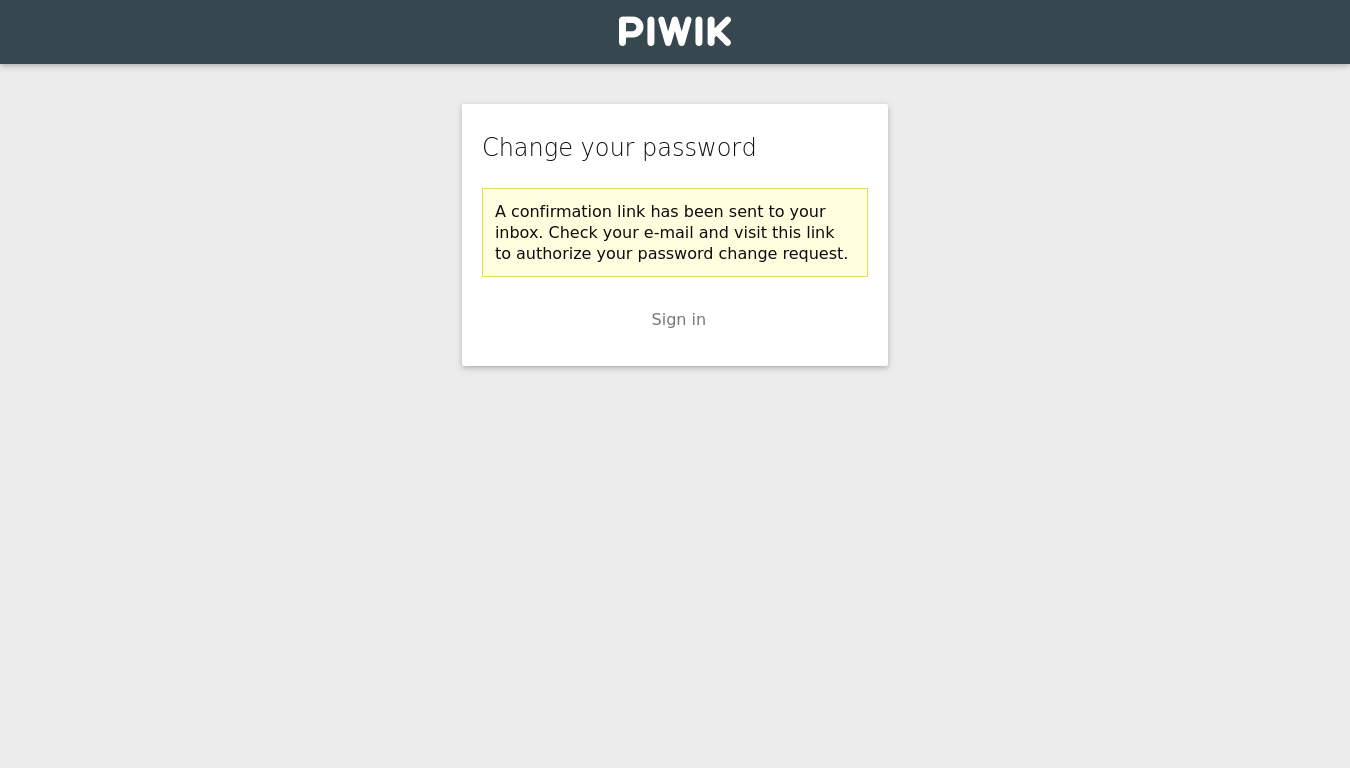 PIWIK
Change your password
A confirmation link has been sent to your
inbox. Check your e-mail and visit this link
to authorize your password change request.
Sign in